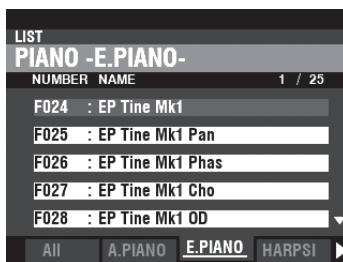 LIST
PIANO -E.PIANO-
NUMBER NAME 1 / 25
F024 : EP Tine Mk1
F025 : EP Tine Mk1 Pan
F026 : EP Tine Mk1 Phas
F027 : EP Tine Mk1 Cho
F028 : EP Tine Mk1 OD
All A.PIANO E.PIANO HARPSI